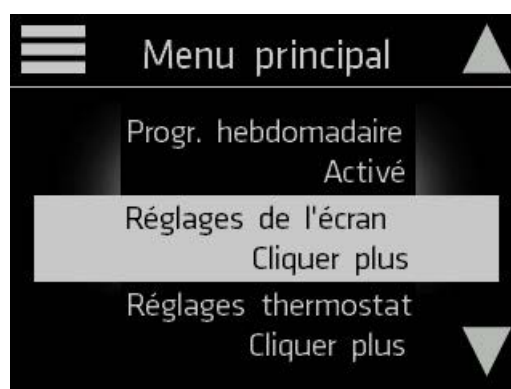 Menu principal
Progr. hebdomadaire
Activé
Réglages de l'écran
Cliquer plus
Réglages thermostat
Cliquer plus